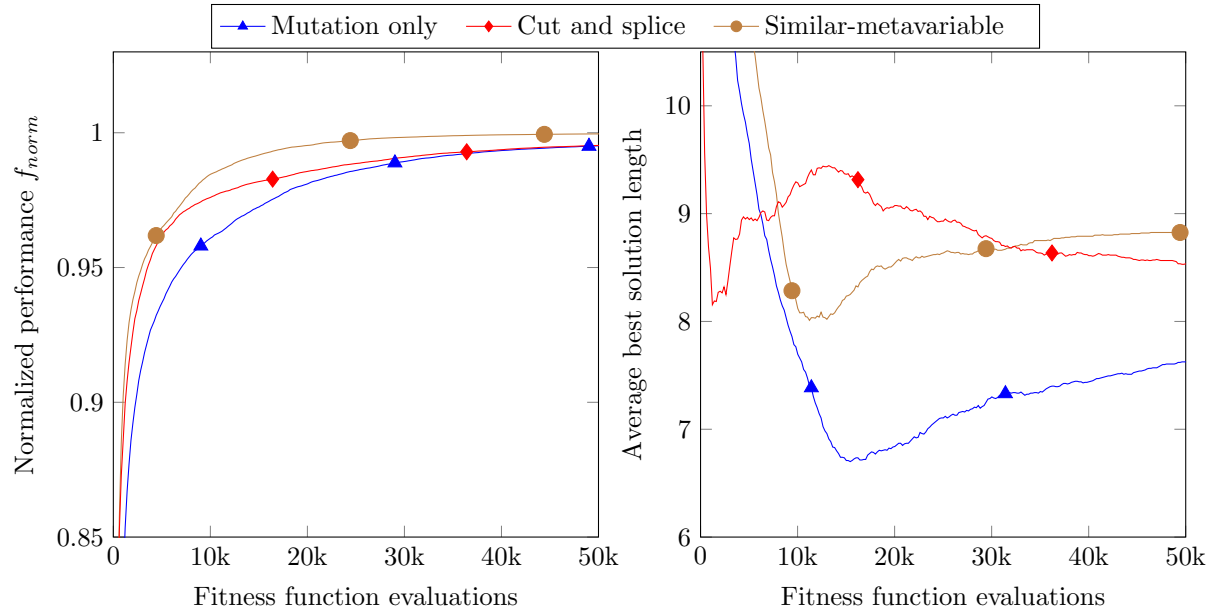 Mutation only Cut and splice Similar-metavariable
Normalized performance f_norm
1
0.95
0.9
0.85
0 10k 20k 30k 40k 50k
Fitness function evaluations
Average best solution length
10
9
8
7
6
0 10k 20k 30k 40k 50k
Fitness function evaluations